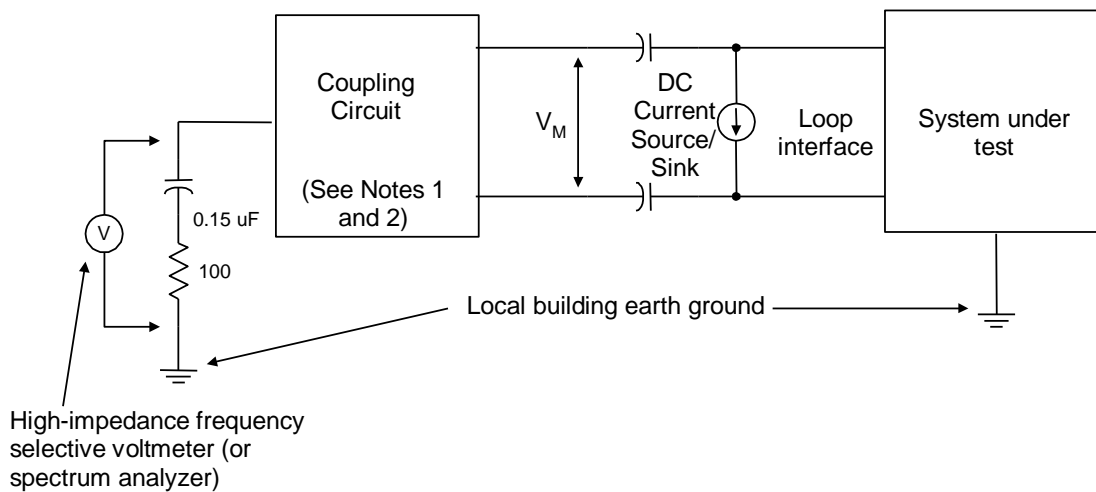 Coupling
Circuit
(See Notes 1
and 2)
V
0.15 uF
100
VM
DC
Current
Source/
Sink
Loop
interface
System under
test
Local building earth ground
High-impedance frequency
selective voltmeter (or
spectrum analyzer)